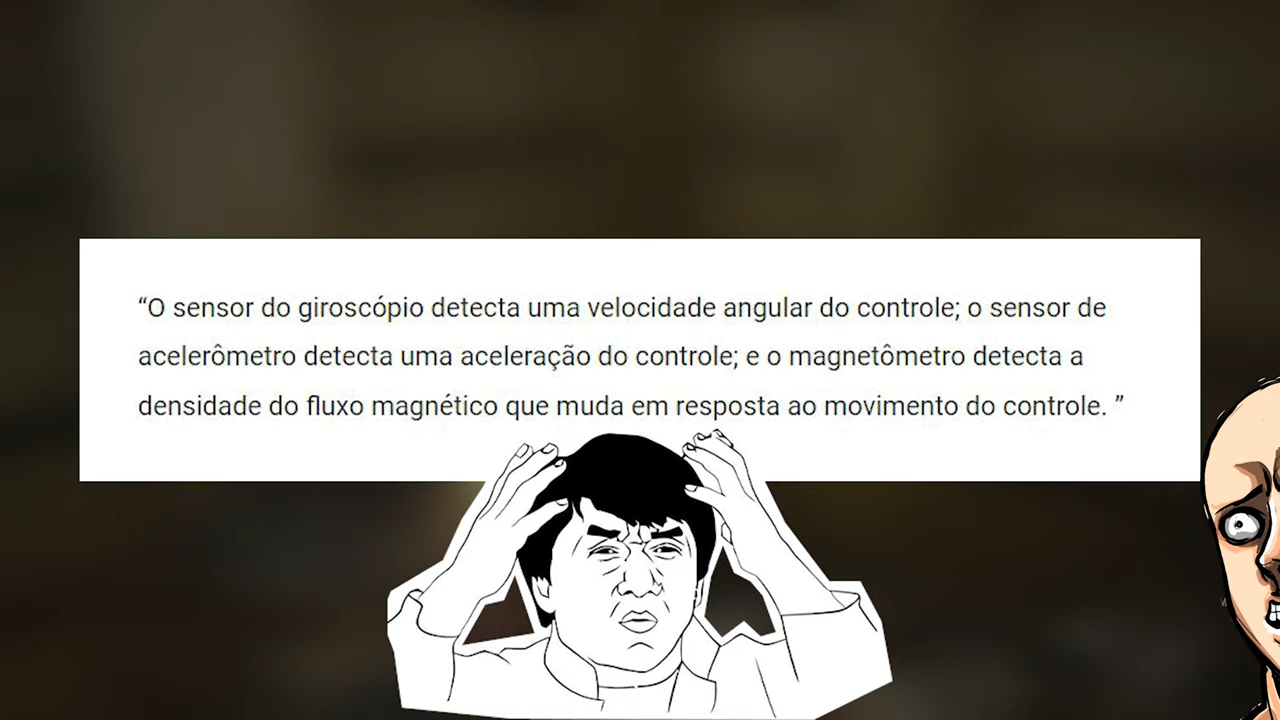 “O sensor do giroscópio detecta uma velocidade angular do controle; o sensor de
acelerômetro detecta uma aceleração do controle; e o magnetômetro detecta a
densidade do fluxo magnético que muda em resposta ao movimento do controle. ”